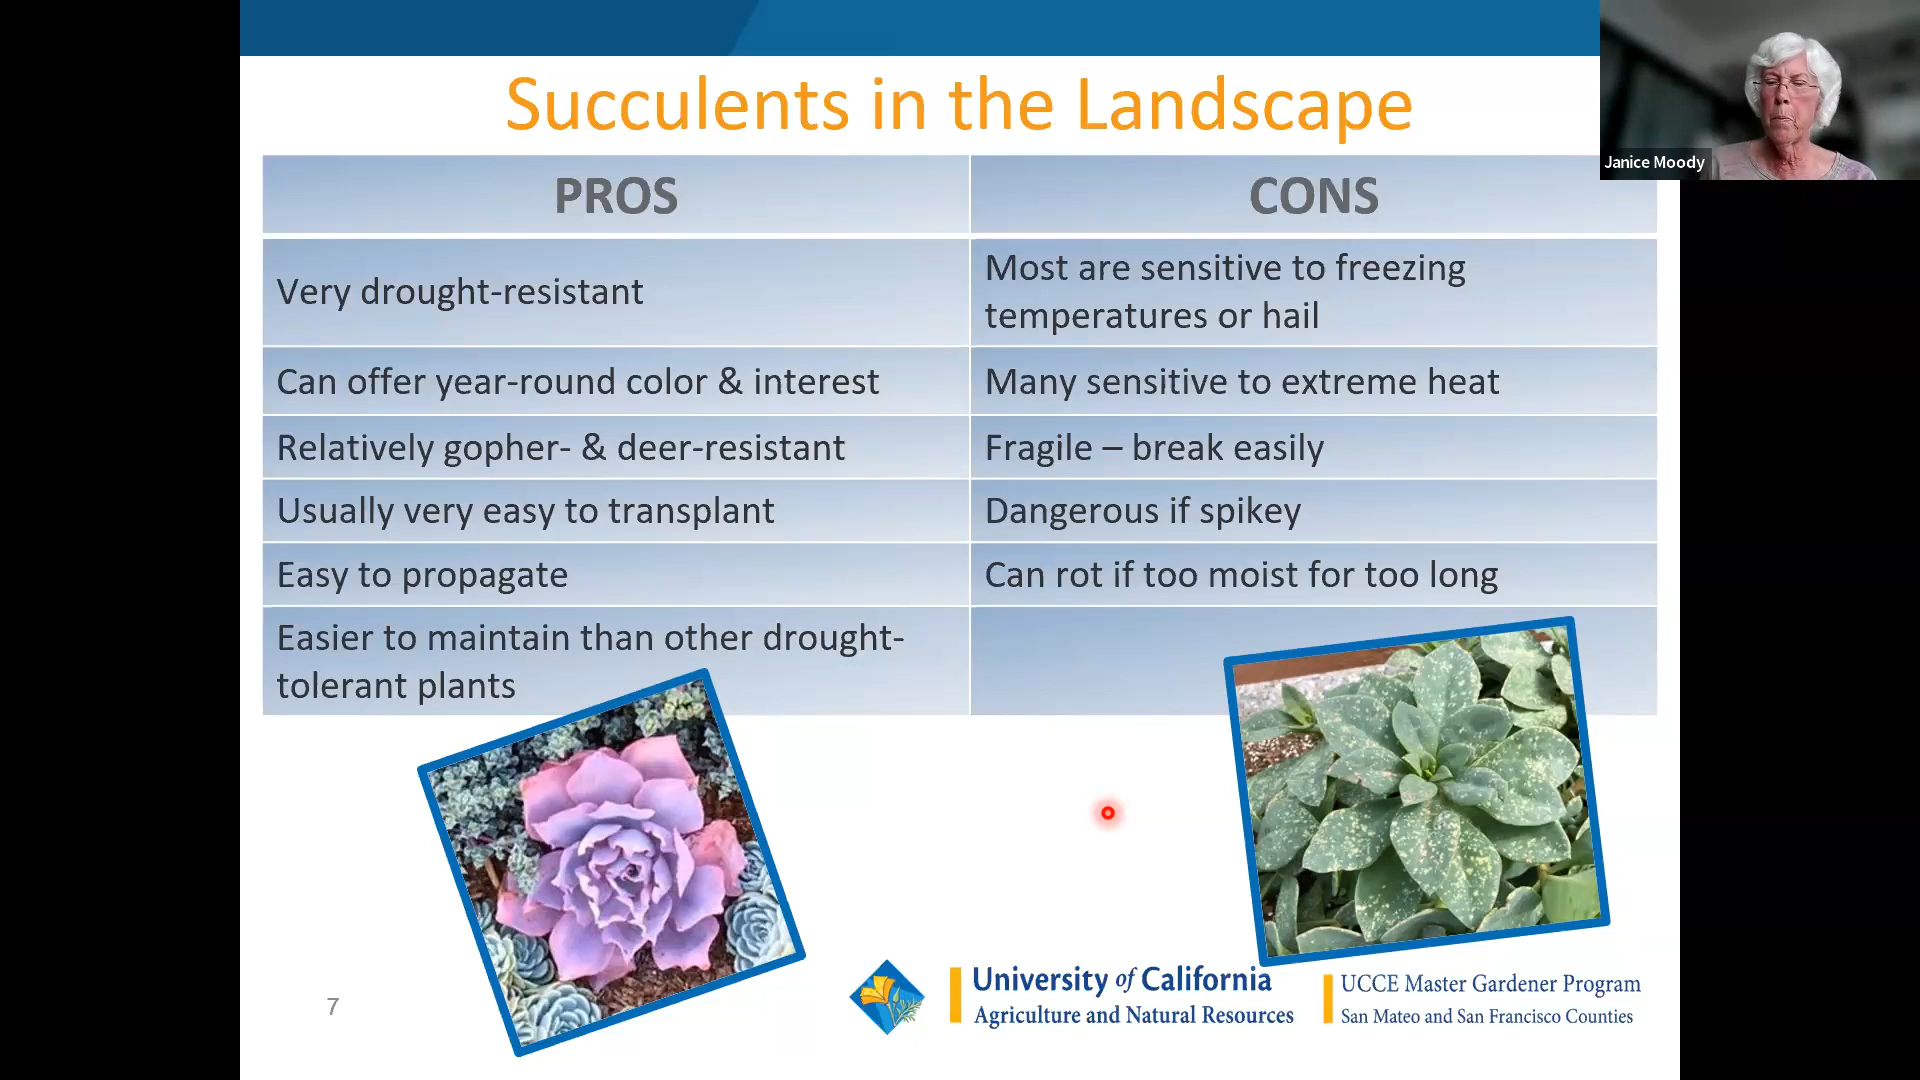 Succulents in the Landscape
Janice Moody
PROS
CONS
Very drought-resistant
Most are sensitive to freezing
temperatures or hail
Can offer year-round color & interest
Many sensitive to extreme heat
Relatively gopher- & deer-resistant
Fragile – break easily
Usually very easy to transplant
Dangerous if spikey
Easy to propagate
Can rot if too moist for too long
Easier to maintain than other drought-
tolerant plants
7
University of California
Agriculture and Natural Resources
UCCE Master Gardener Program
San Mateo and San Francisco Counties